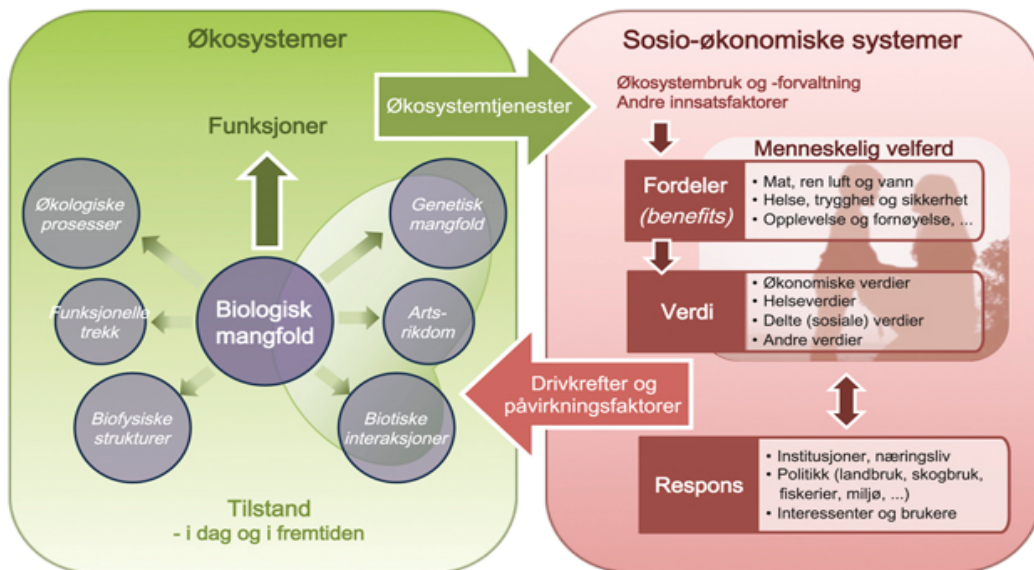 Økosystemer
Funksjoner
Økologiske
prosesser
Genetisk
mangfold
Funksjonelle
trekk
Biologisk
mangfold
Arts-
rikdom
Biofysiske
strukturer
Biotiske
interaksjoner
Tilstand
- i dag og i fremtiden
Økosystemtjenester
Drivkrefter og
påvirkningsfaktorer
Sosio-økonomiske systemer
Økosystembruk og -forvaltning
Andre innsatsfaktorer
Menneskelig velferd
Fordeler
(benefits)
• Mat, ren luft og vann
• Helse, trygghet og sikkerhet
• Opplevelse og fornøyelse, ...
Verdi
• Økonomiske verdier
• Helseverdier
• Delte (sosiale) verdier
• Andre verdier
Respons
• Institusjoner, næringsliv
• Politikk (landbruk, skogbruk,
fiskerier, miljø, ...)
• Interessenter og brukere